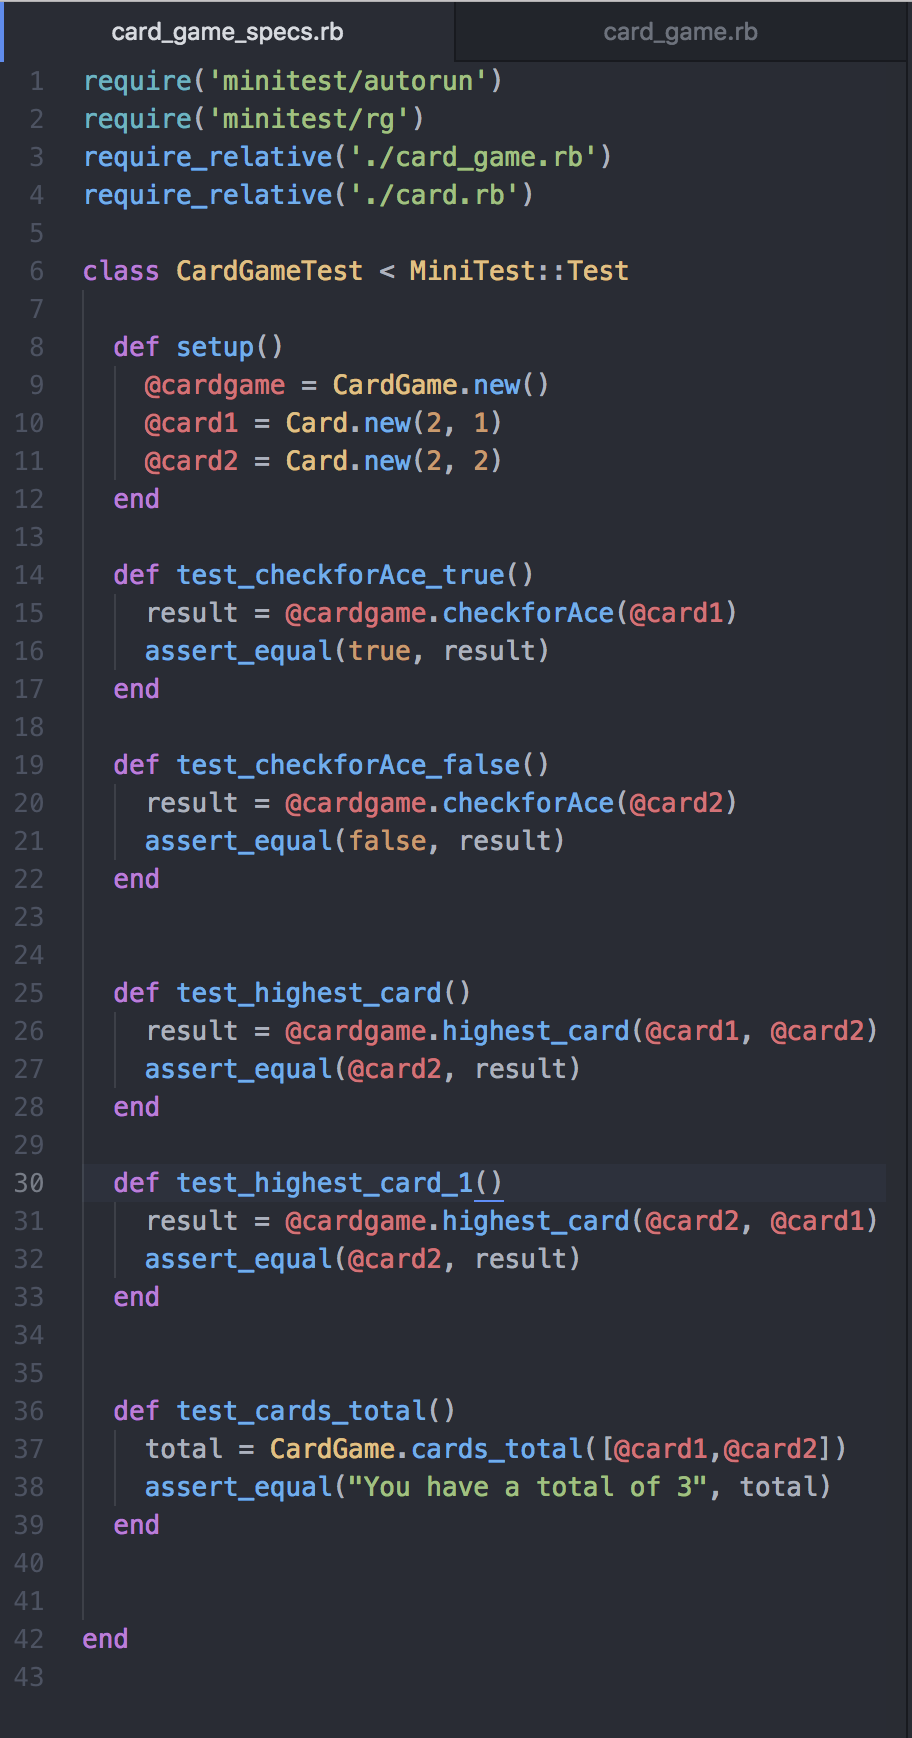 card_game_specs.rb card_game.rb
1 require('minitest/autorun')
2 require('minitest/rg')
3 require_relative('./card_game.rb')
4 require_relative('./card.rb')
5
6 class CardGameTest < MiniTest::Test
7
8 def setup()
9 @cardgame = CardGame.new()
10 @card1 = Card.new(2, 1)
11 @card2 = Card.new(2, 2)
12 end
13
14 def test_checkforAce_true()
15 result = @cardgame.checkforAce(@card1)
16 assert_equal(true, result)
17 end
18
19 def test_checkforAce_false()
20 result = @cardgame.checkforAce(@card2)
21 assert_equal(false, result)
22 end
23
24
25 def test_highest_card()
26 result = @cardgame.highest_card(@card1, @card2)
27 assert_equal(@card2, result)
28 end
29
30 def test_highest_card_1()
31 result = @cardgame.highest_card(@card2, @card1)
32 assert_equal(@card2, result)
33 end
34
35
36 def test_cards_total()
37 total = CardGame.cards_total([@card1,@card2])
38 assert_equal("You have a total of 3", total)
39 end
40
41
42 end
43